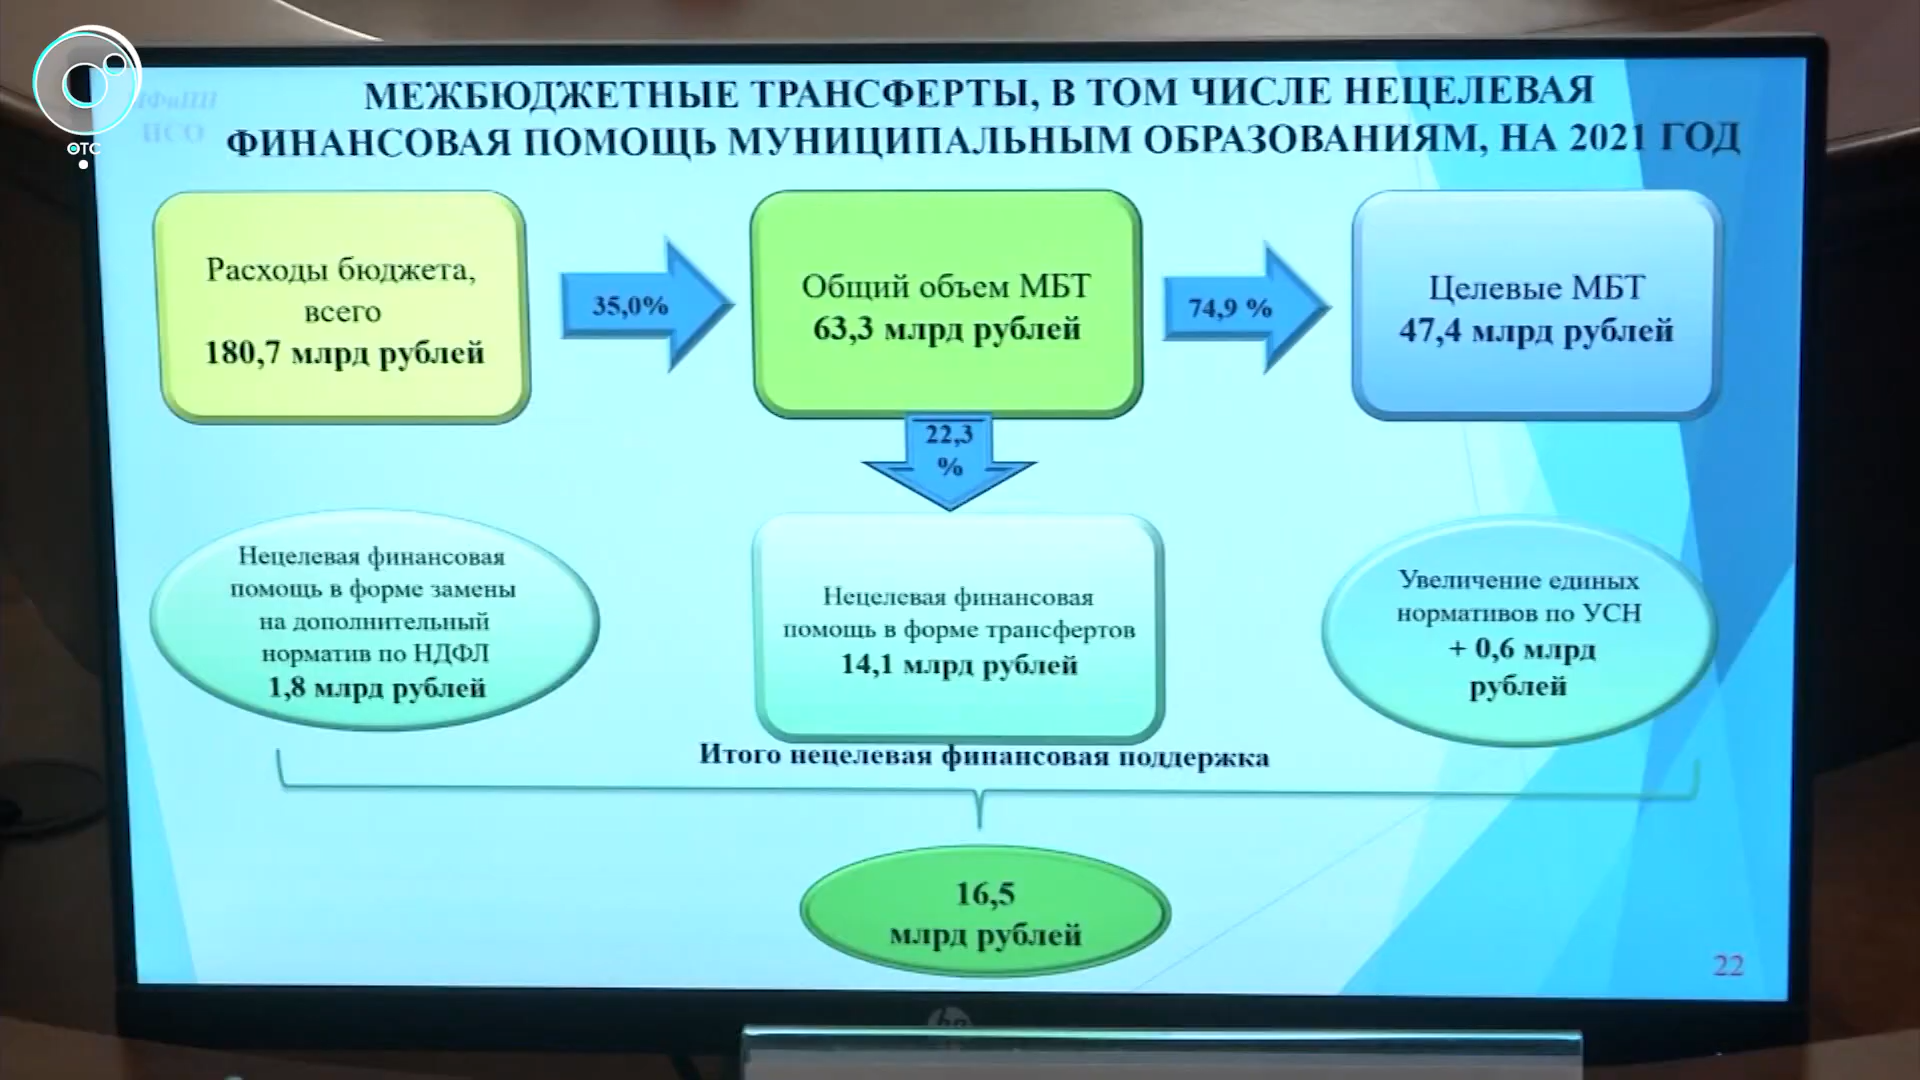 ОТС
МФиНП
НСО
МЕЖБЮДЖЕТНЫЕ ТРАНСФЕРТЫ, В ТОМ ЧИСЛЕ НЕЦЕЛЕВАЯ
ФИНАНСОВАЯ ПОМОЩЬ МУНИЦИПАЛЬНЫМ ОБРАЗОВАНИЯМ, НА 2021 ГОД
Расходы бюджета,
всего
180,7 млрд рублей
35,0%
Общий объем МБТ
63,3 млрд рублей
74,9 %
Целевые МБТ
47,4 млрд рублей
22,3
%
Нецелевая финансовая
помощь в форме замены
на дополнительный
норматив по НДФЛ
1,8 млрд рублей
Нецелевая финансовая
помощь в форме трансфертов
14,1 млрд рублей
Увеличение единых
нормативов по УСН
+ 0,6 млрд
рублей
Итого нецелевая финансовая поддержка
16,5
млрд рублей
22
hp